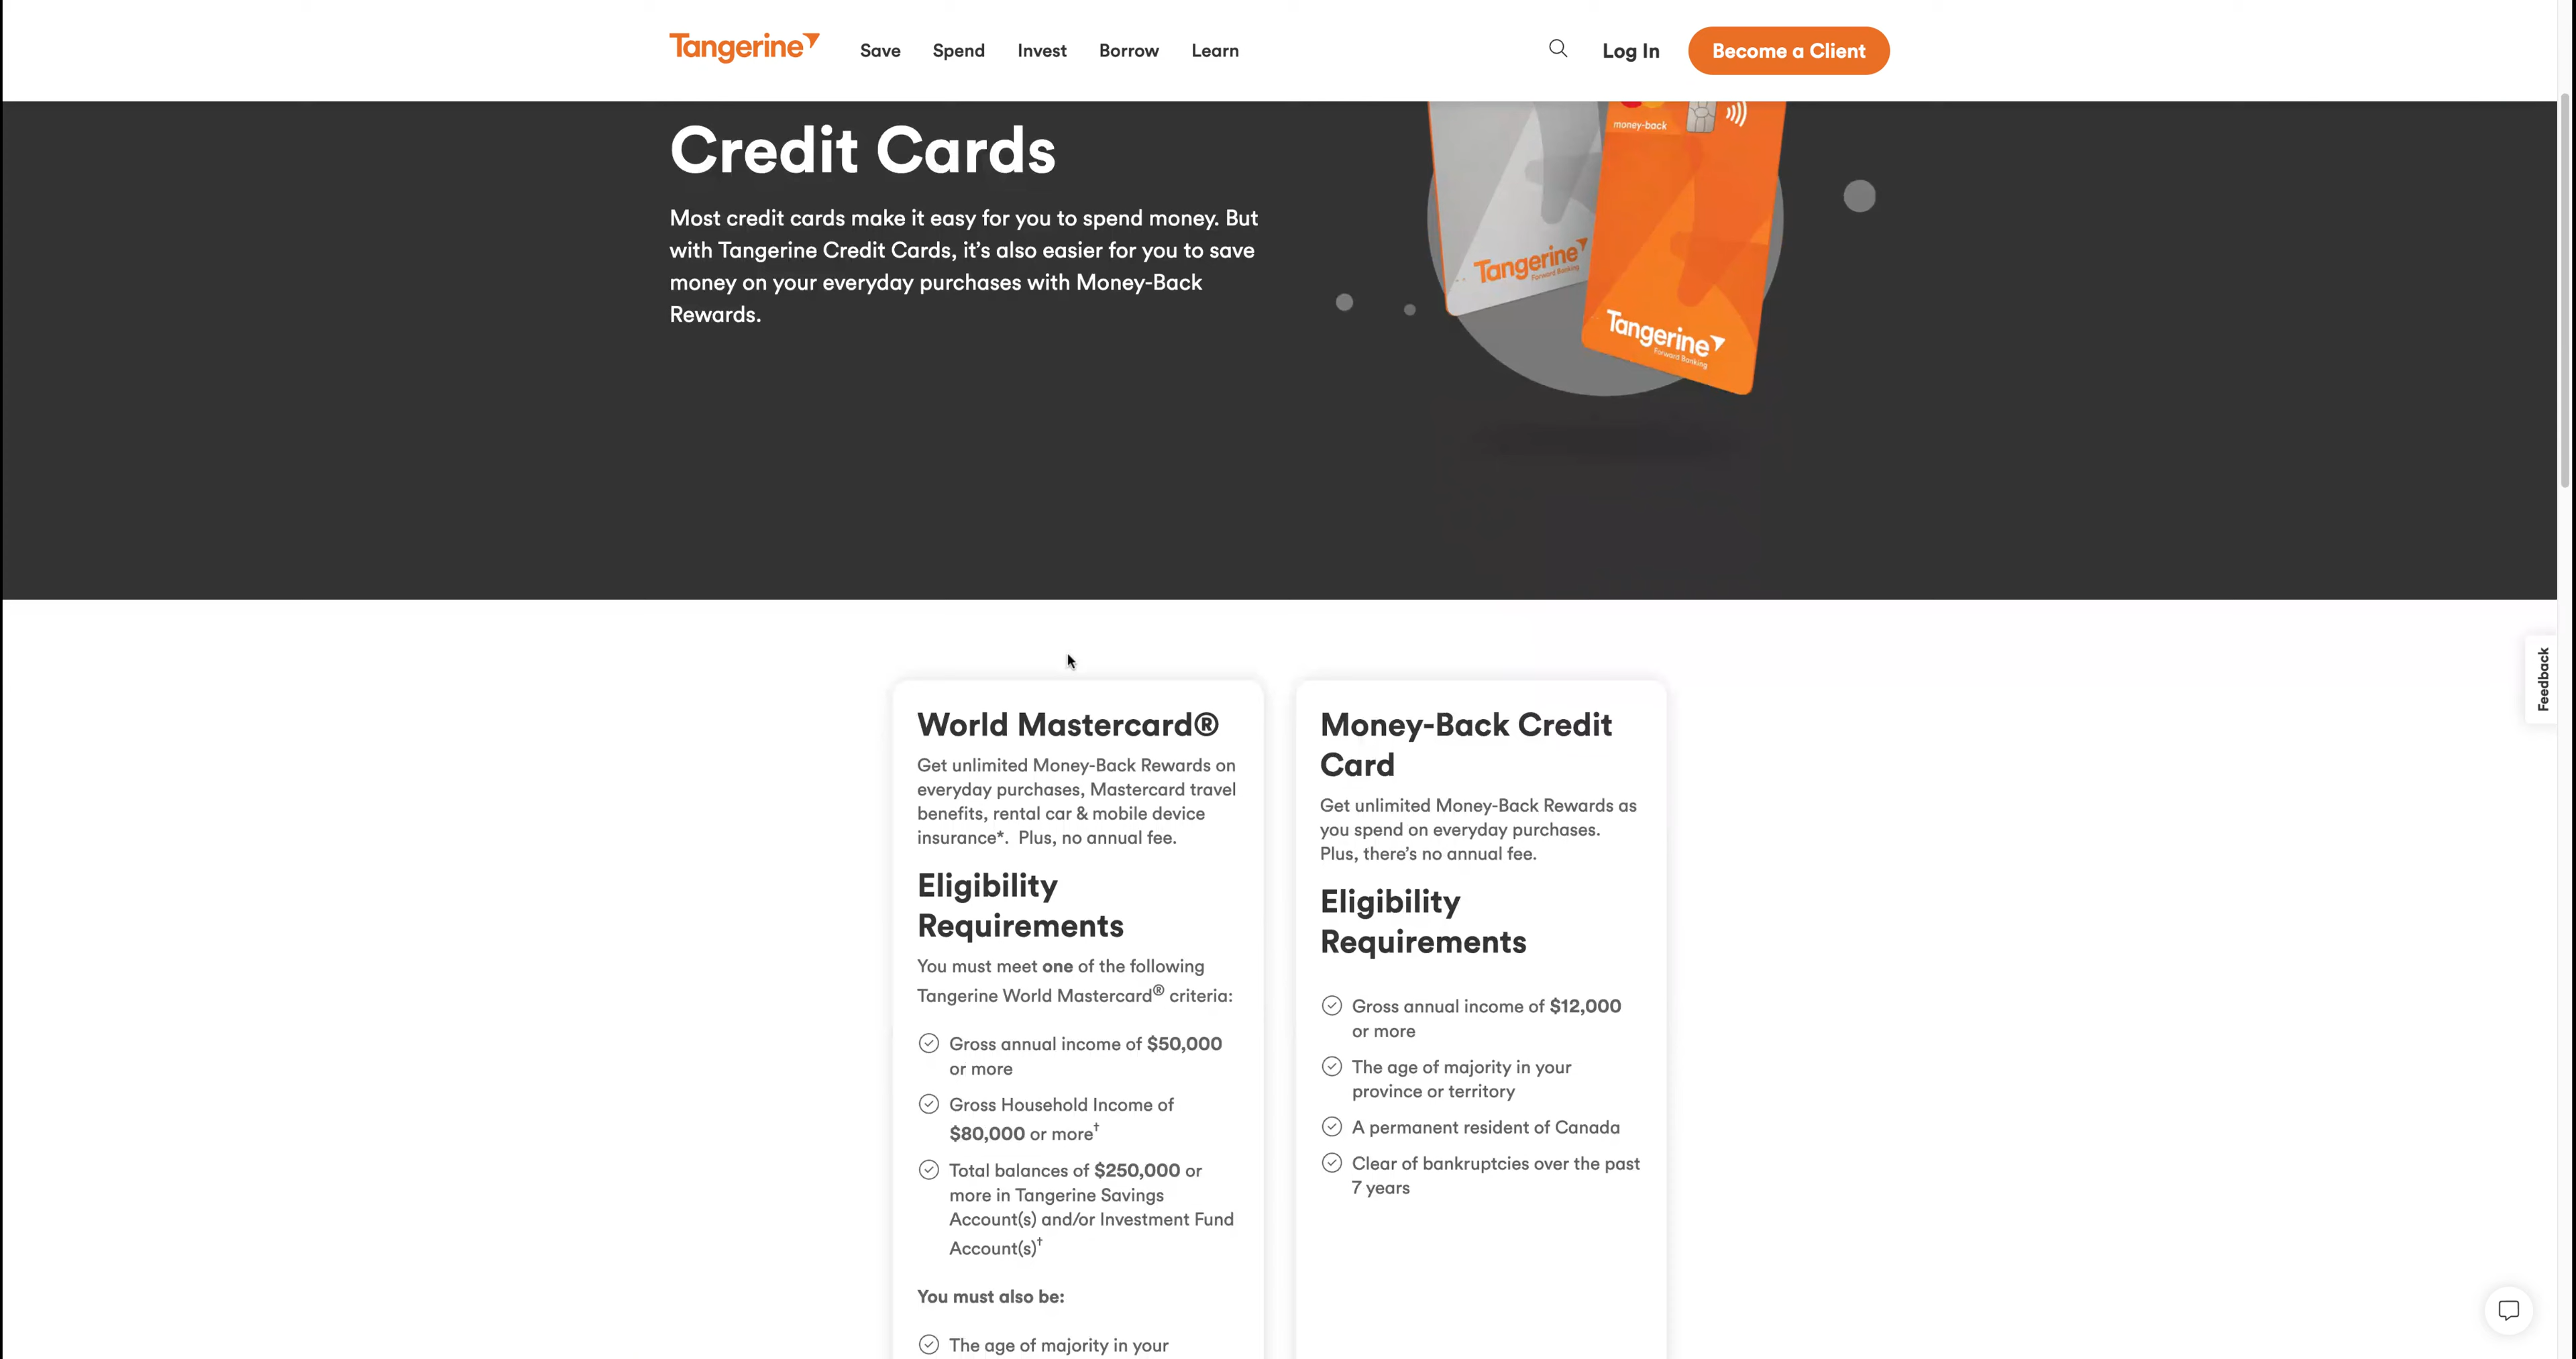 Tangerine
Save
Spend
Invest
Borrow
Learn
Log In
Become a Client
Credit Cards
Most credit cards make it easy for you to spend money. But
with Tangerine Credit Cards, it's also easier for you to save
money on your everyday purchases with Money-Back
Rewards.
money-back
Tangerine
Forward Banking
Tangerine
Forward Banking
Feedback
World Mastercard®
Get unlimited Money-Back Rewards on
everyday purchases, Mastercard travel
benefits, rental car & mobile device
insurance*.  Plus, no annual fee.
Eligibility
Requirements
You must meet one of the following
Tangerine World Mastercard® criteria:
Gross annual income of $50,000
or more
Gross Household Income of
$80,000 or more†
Total balances of $250,000 or
more in Tangerine Savings
Account(s) and/or Investment Fund
Account(s)†
You must also be:
The age of majority in your
Money-Back Credit
Card
Get unlimited Money-Back Rewards as
you spend on everyday purchases.
Plus, there's no annual fee.
Eligibility
Requirements
Gross annual income of $12,000
or more
The age of majority in your
province or territory
A permanent resident of Canada
Clear of bankruptcies over the past
7 years